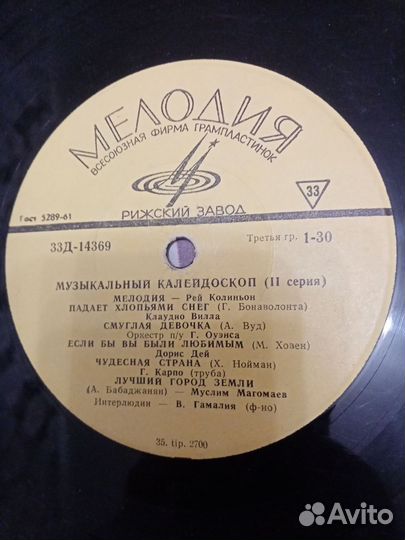 МЕЛОДИЯ
ВСЕСОЮЗНАЯ ФИРМА ГРАМПЛАСТИНОК
33
Гост 5289-61
РИЖСКИЙ ЗАВОД
33Д-14369
Третья гр. 1-30
МУЗЫКАЛЬНЫЙ КАЛЕЙДОСКОП (II серия)
МЕЛОДИЯ — Рей Колиньон
ПАДАЕТ ХЛОПЬЯМИ СНЕГ (Г. Бонаволонта)
Клаудио Вилла
СМУГЛАЯ ДЕВОЧКА (А. Вуд)
Оркестр п/у Г. Оуэнса
ЕСЛИ БЫ ВЫ БЫЛИ ЛЮБИМЫМ (М. Хозен)
Дорис Дей
ЧУДЕСНАЯ СТРАНА (Х. Нойман)
Г. Карпо (труба)
ЛУЧШИЙ ГОРОД ЗЕМЛИ
(А. Бабаджанян) — Муслим Магомаев
Интерлюдии — В. Гамалия (ф-но)
35. tip. 2700
Avito